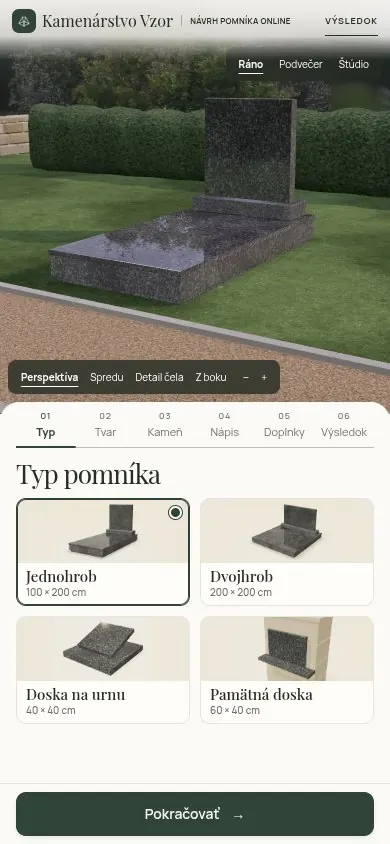 Kamenárstvo Vzor
NÁVRH POMNÍKA ONLINE
VÝSLEDOK
Ráno Podvečer Štúdio
Perspektíva Spredu Detail čela Z boku − +
01 02 03 04 05 06
Typ Tvar Kameň Nápis Doplnky Výsledok
Typ pomníka
Jednohrob
100 × 200 cm
Dvojhrob
200 × 200 cm
Doska na urnu
40 × 40 cm
Pamätná doska
60 × 40 cm
Pokračovať →